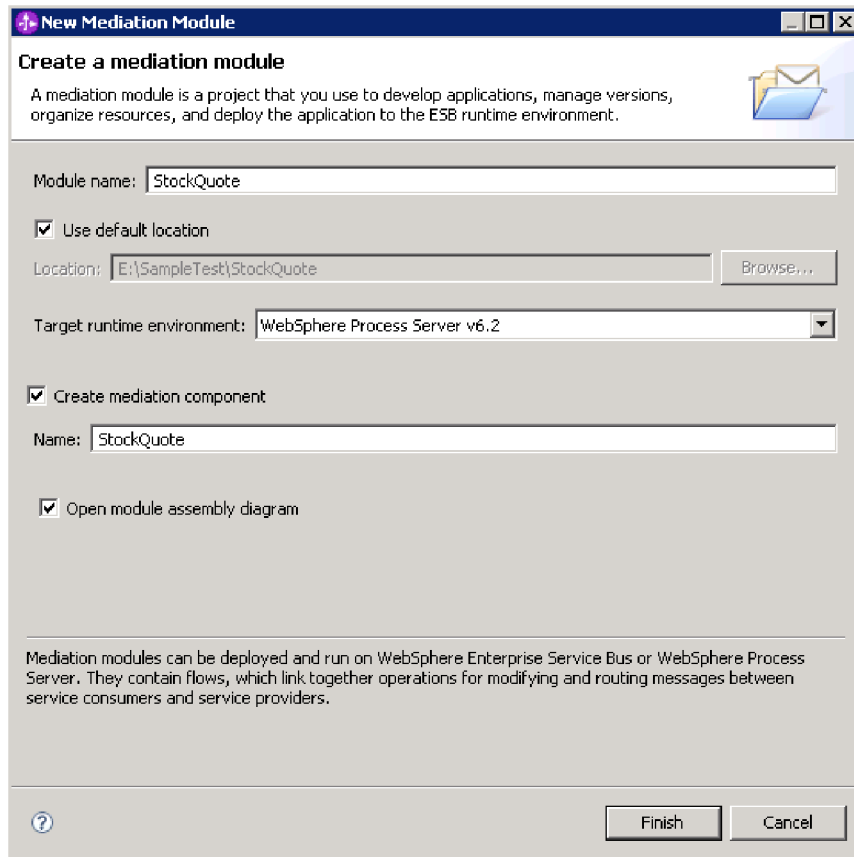 New Mediation Module
Create a mediation module
A mediation module is a project that you use to develop applications, manage versions,
organize resources, and deploy the application to the ESB runtime environment.
Module name: StockQuote
Use default location
Location: E:\SampleTest\StockQuote Browse...
Target runtime environment: WebSphere Process Server v6.2
Create mediation component
Name: StockQuote
Open module assembly diagram
Mediation modules can be deployed and run on WebSphere Enterprise Service Bus or WebSphere Process
Server. They contain flows, which link together operations for modifying and routing messages between
service consumers and service providers.
? Finish Cancel